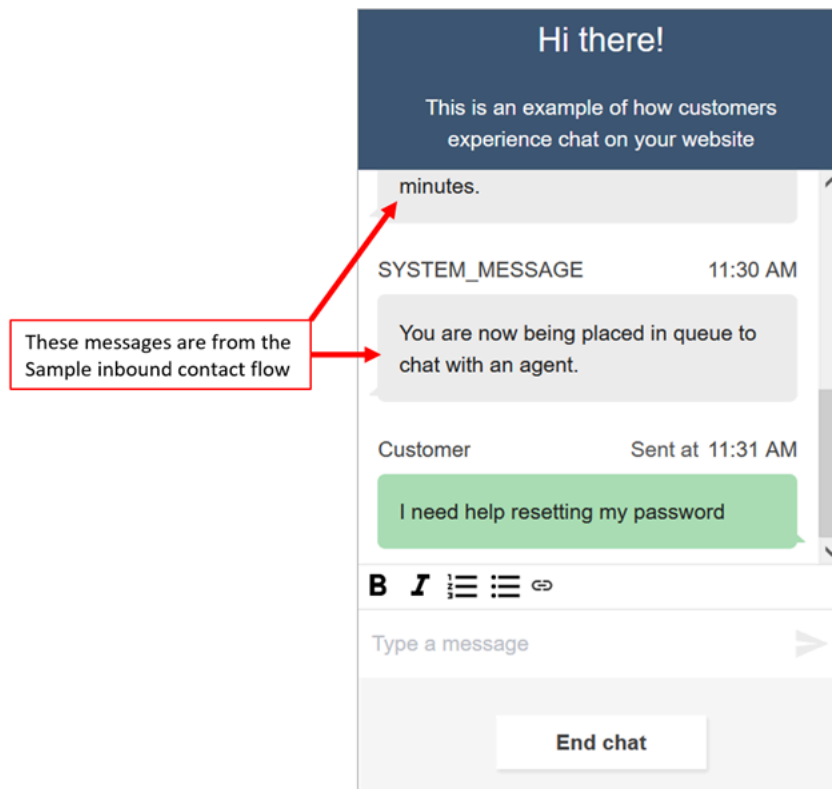 Hi there!
This is an example of how customers
experience chat on your website
minutes.
SYSTEM_MESSAGE 11:30 AM
You are now being placed in queue to
chat with an agent.
These messages are from the
Sample inbound contact flow
Customer Sent at 11:31 AM
I need help resetting my password
B I
Type a message
End chat